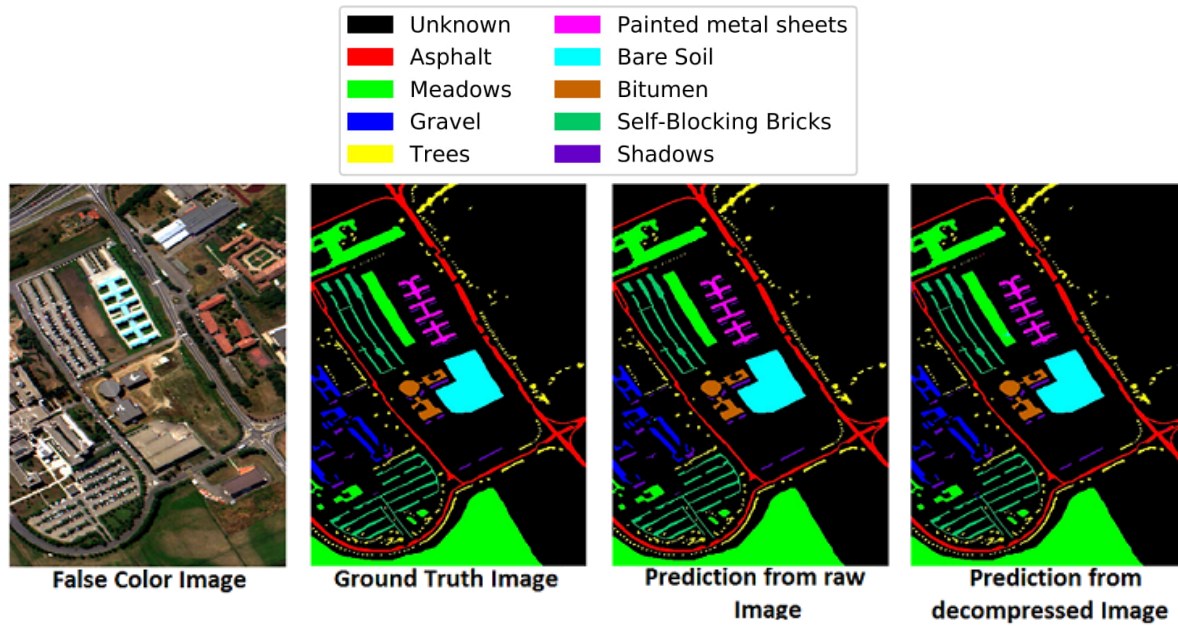 Unknown
Asphalt
Meadows
Gravel
Trees
Painted metal sheets
Bare Soil
Bitumen
Self-Blocking Bricks
Shadows
False Color Image
Ground Truth Image
Prediction from raw
Image
Prediction from
decompressed Image